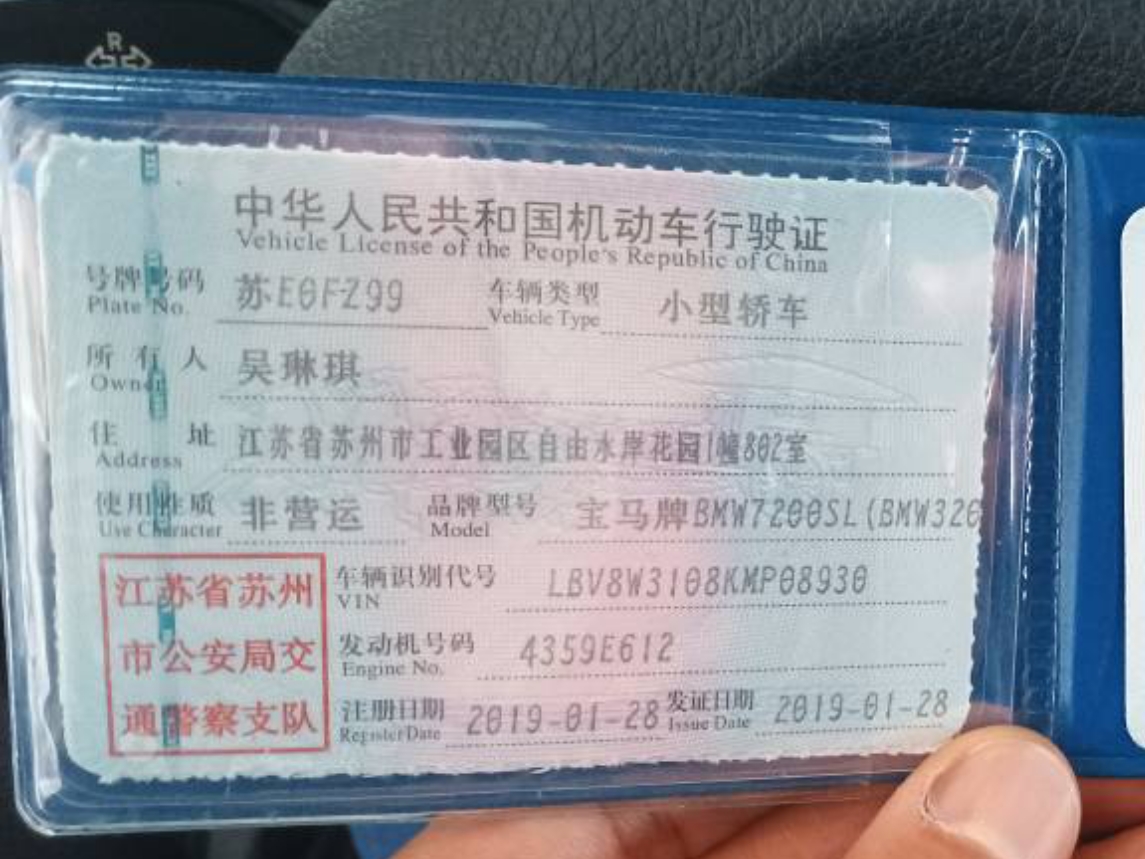 R
中华人民共和国机动车行驶证
Vehicle License of the People's Republic of China
号牌号码 苏E0FZ99 车辆类型 小型轿车
Plate No. Vehicle Type
所有人 吴琳琪
Owner
住址 江苏省苏州市工业园区自由水岸花园1幢802室
Address
使用性质 非营运 品牌型号 宝马牌BMW7200SL(BMW320
Use Character Model
江苏省苏州 车辆识别代号 LBV8W3108KMP08930
VIN
市公安局交 发动机号码 4359E612
Engine No.
通警察支队 注册日期 2019-01-28 发证日期 2019-01-28
Register Date Issue Date